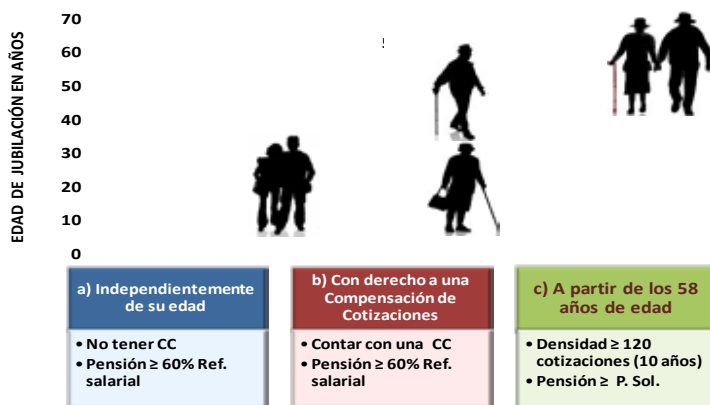 EDAD DE JUBILACIÓN EN AÑOS
70
60
50
40
30
20
10
0
a) Independientemente
de su edad
• No tener CC
• Pensión ≥ 60% Ref.
salarial
b) Con derecho a una
Compensación de
Cotizaciones
• Contar con una CC
• Pensión ≥ 60% Ref.
salarial
c) A partir de los 58
años de edad
• Densidad ≥ 120
cotizaciones (10 años)
• Pensión ≥ P. Sol.